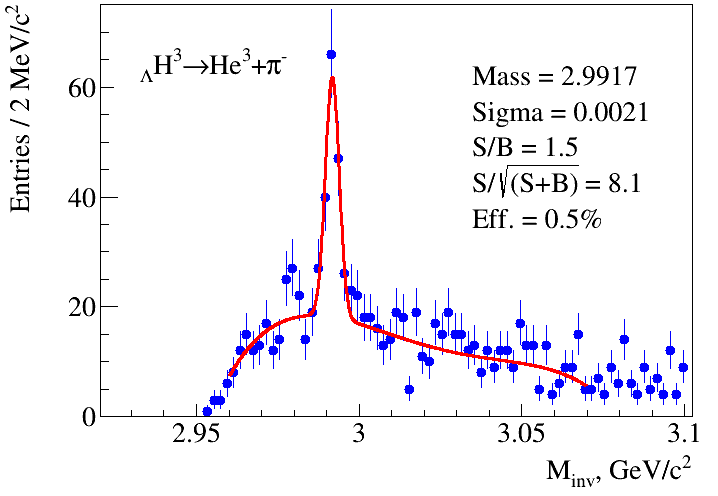 Entries / 2 MeV/c²
60
40
20
0
ΛH³→He³+π⁻
Mass = 2.9917
Sigma = 0.0021
S/B = 1.5
S/√(S+B) = 8.1
Eff. = 0.5%
2.95 3 3.05 3.1
Minv, GeV/c²